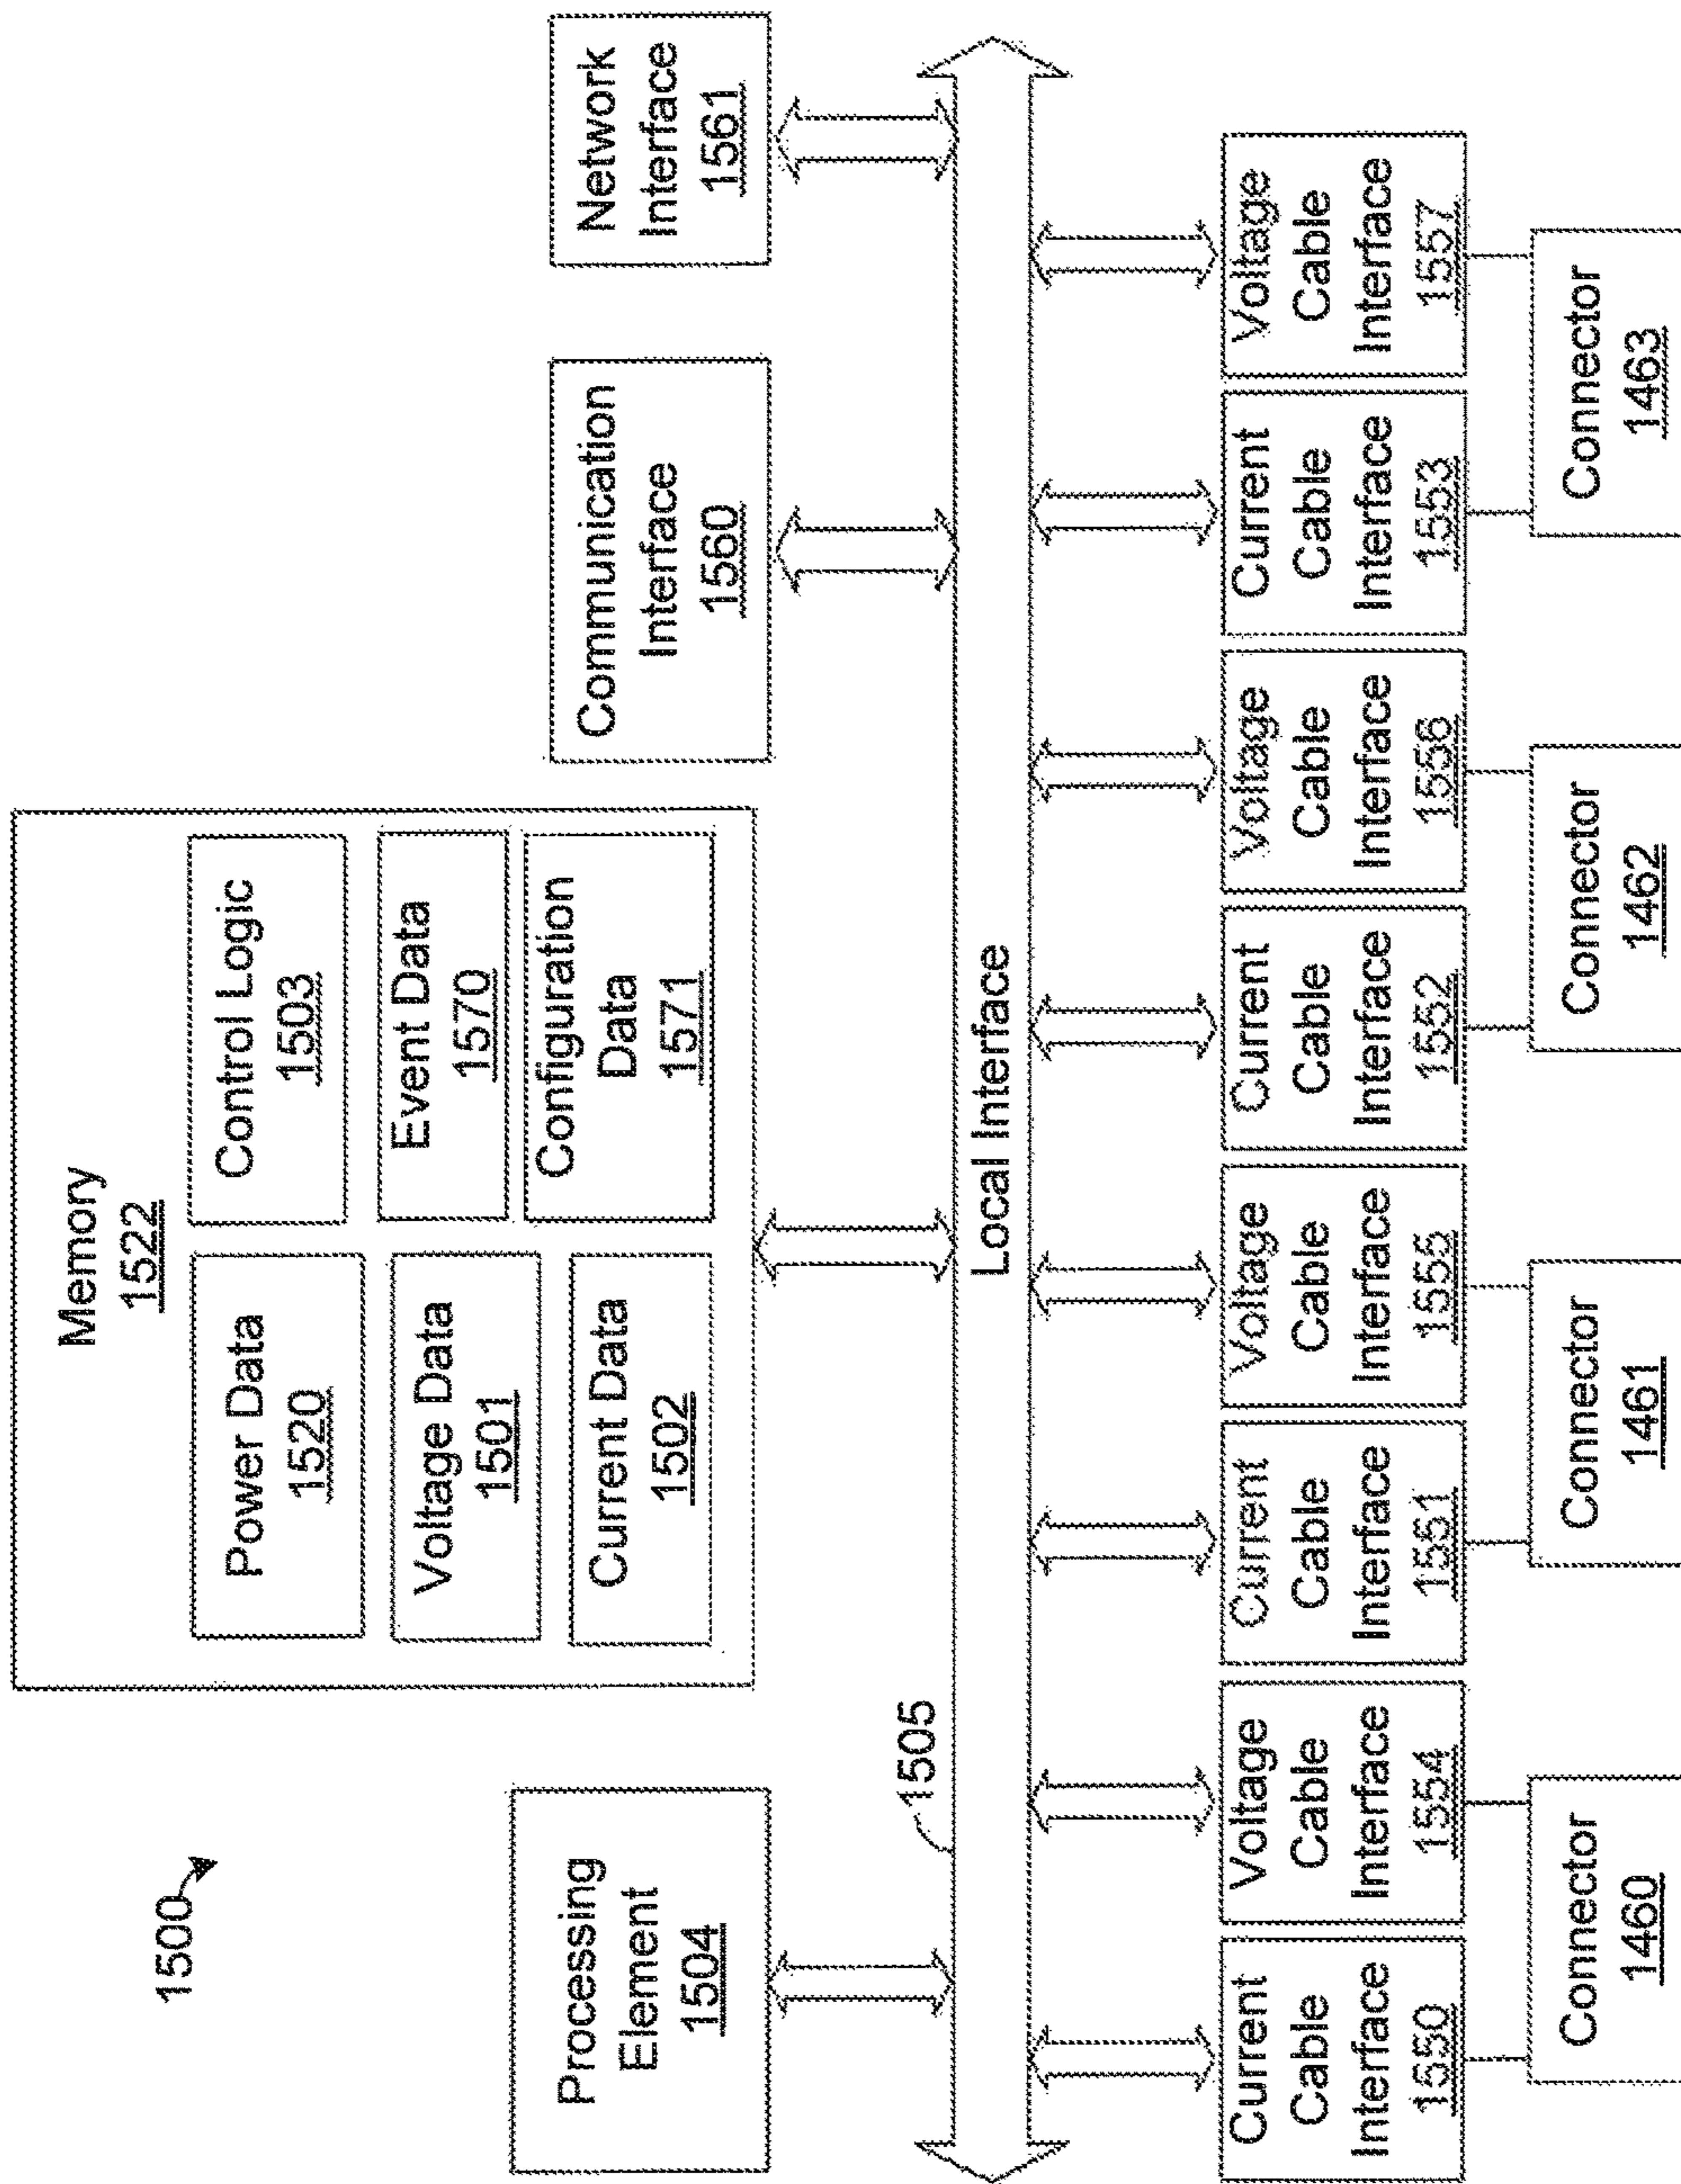 1500
Memory
1522
Power Data
1520
Control Logic
1503
Voltage Data
1501
Event Data
1570
Current Data
1502
Configuration
Data
1571
Processing
Element
1504
Communication
Interface
1560
Network
Interface
1561
1505
Local Interface
Current
Cable
Interface
1550
Voltage
Cable
Interface
1554
Current
Cable
Interface
1551
Voltage
Cable
Interface
1555
Current
Cable
Interface
1552
Voltage
Cable
Interface
1556
Current
Cable
Interface
1553
Voltage
Cable
Interface
1557
Connector
1460
Connector
1461
Connector
1462
Connector
1463